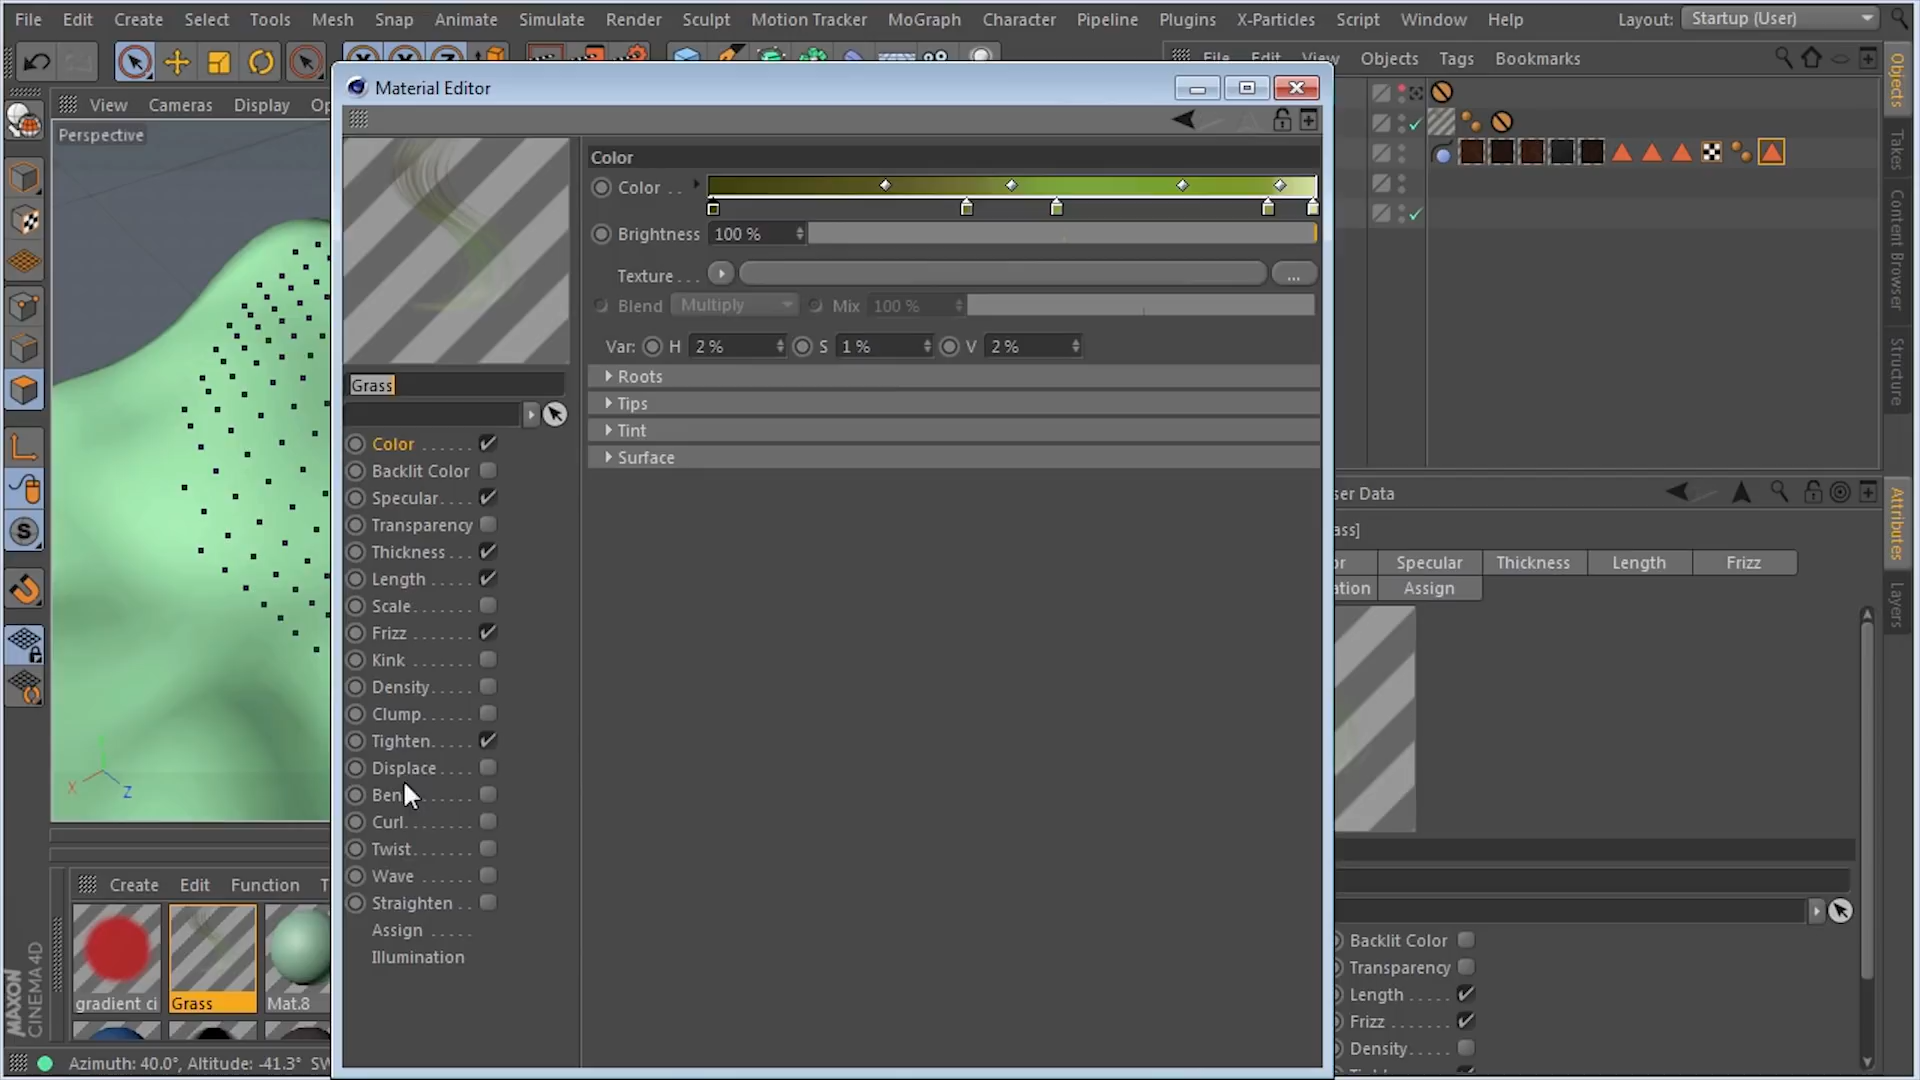 File Edit Create Select Tools Mesh Snap Animate Simulate Render Sculpt Motion Tracker MoGraph Character Pipeline Plugins X-Particles Script Window Help Layout: Startup (User)
File Edit View Objects Tags Bookmarks
Material Editor
View Cameras Display
Perspective
Color
Color . .
Brightness 100 %
Texture . . . ...
Blend Multiply Mix 100 %
Var: H 2 % S 1 % V 2 %
Roots
Tips
Tint
Surface
Grass
Color . . . . . .
Backlit Color
Specular. . . .
Transparency
Thickness . . .
Length . . . . .
Scale. . . . . . .
Frizz . . . . . . .
Kink . . . . . . .
Density. . . . .
Clump. . . . . .
Tighten. . . . .
Displace . . . .
Curl. . . . . . . .
Twist. . . . . . .
Wave . . . . . .
Straighten . .
Assign . . . . .
Illumination
Objects
Takes
Content Browser
Structure
Attributes
Layers
ser Data
ass]
or Specular Thickness Length Frizz
ation Assign
Backlit Color
Transparency
Length . . . . .
Frizz . . . . . . .
Density. . . . .
Create Edit Function T
gradient ci Grass Mat.8
MAXON
CINEMA 4D
X Z
Azimuth: 40.0°, Altitude: -41.3° SW